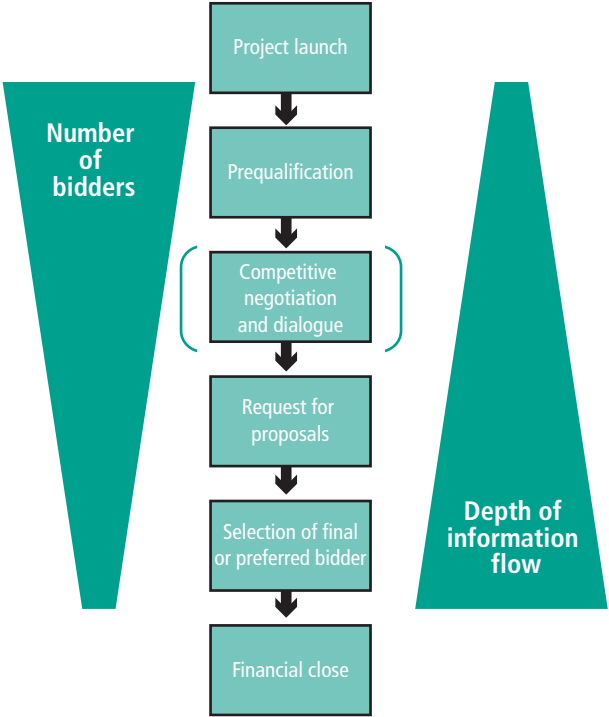 Project launch
Number
of
bidders
Prequalification
Competitive
negotiation
and dialogue
Request for
proposals
Selection of final
or preferred bidder
Depth of
information
flow
Financial close